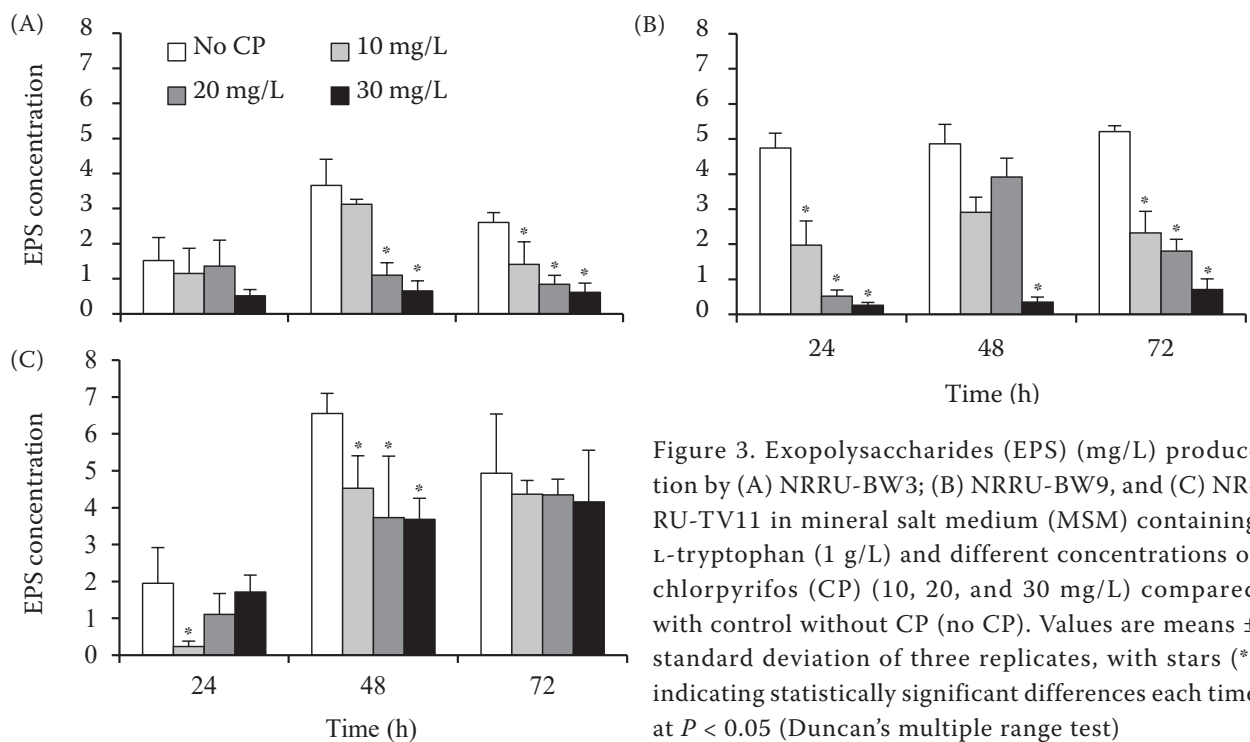 (A)
EPS concentration
8
7
6
5
4
3
2
1
0
No CP
10 mg/L
20 mg/L
30 mg/L
* * * * *
(B)
8
7
6
5
4
3
2
1
0
* * * * * * *
24 48 72
Time (h)
(C)
EPS concentration
8
7
6
5
4
3
2
1
0
* * * *
24 48 72
Time (h)
Figure 3. Exopolysaccharides (EPS) (mg/L) produc-
tion by (A) NRRU-BW3; (B) NRRU-BW9, and (C) NR-
RU-TV11 in mineral salt medium (MSM) containing
L-tryptophan (1 g/L) and different concentrations o
chlorpyrifos (CP) (10, 20, and 30 mg/L) compared
with control without CP (no CP). Values are means ±
standard deviation of three replicates, with stars (*
indicating statistically significant differences each time
at P < 0.05 (Duncan's multiple range test)